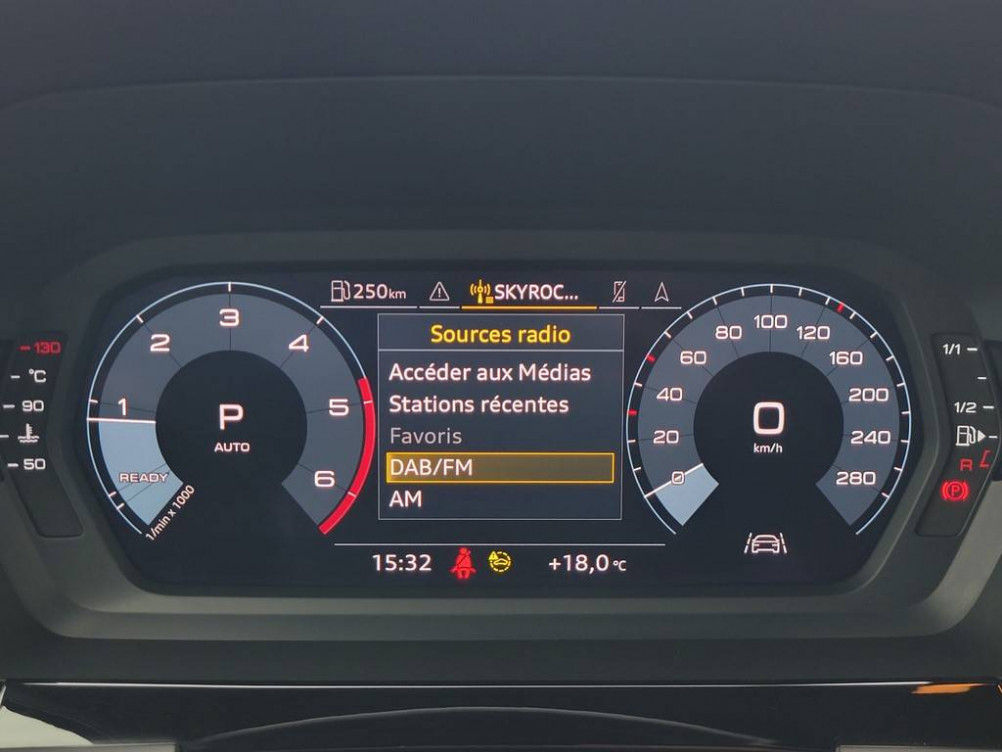 250km
SKYROC...
Sources radio
Accéder aux Médias
Stations récentes
Favoris
DAB/FM
AM
15:32
+18,0°C
1
2
3
4
5
6
P
AUTO
READY
1/min x 1000
0
20
40
60
80
100
120
160
200
240
280
0
km/h
130
°C
90
50
1/1
1/2
R
P